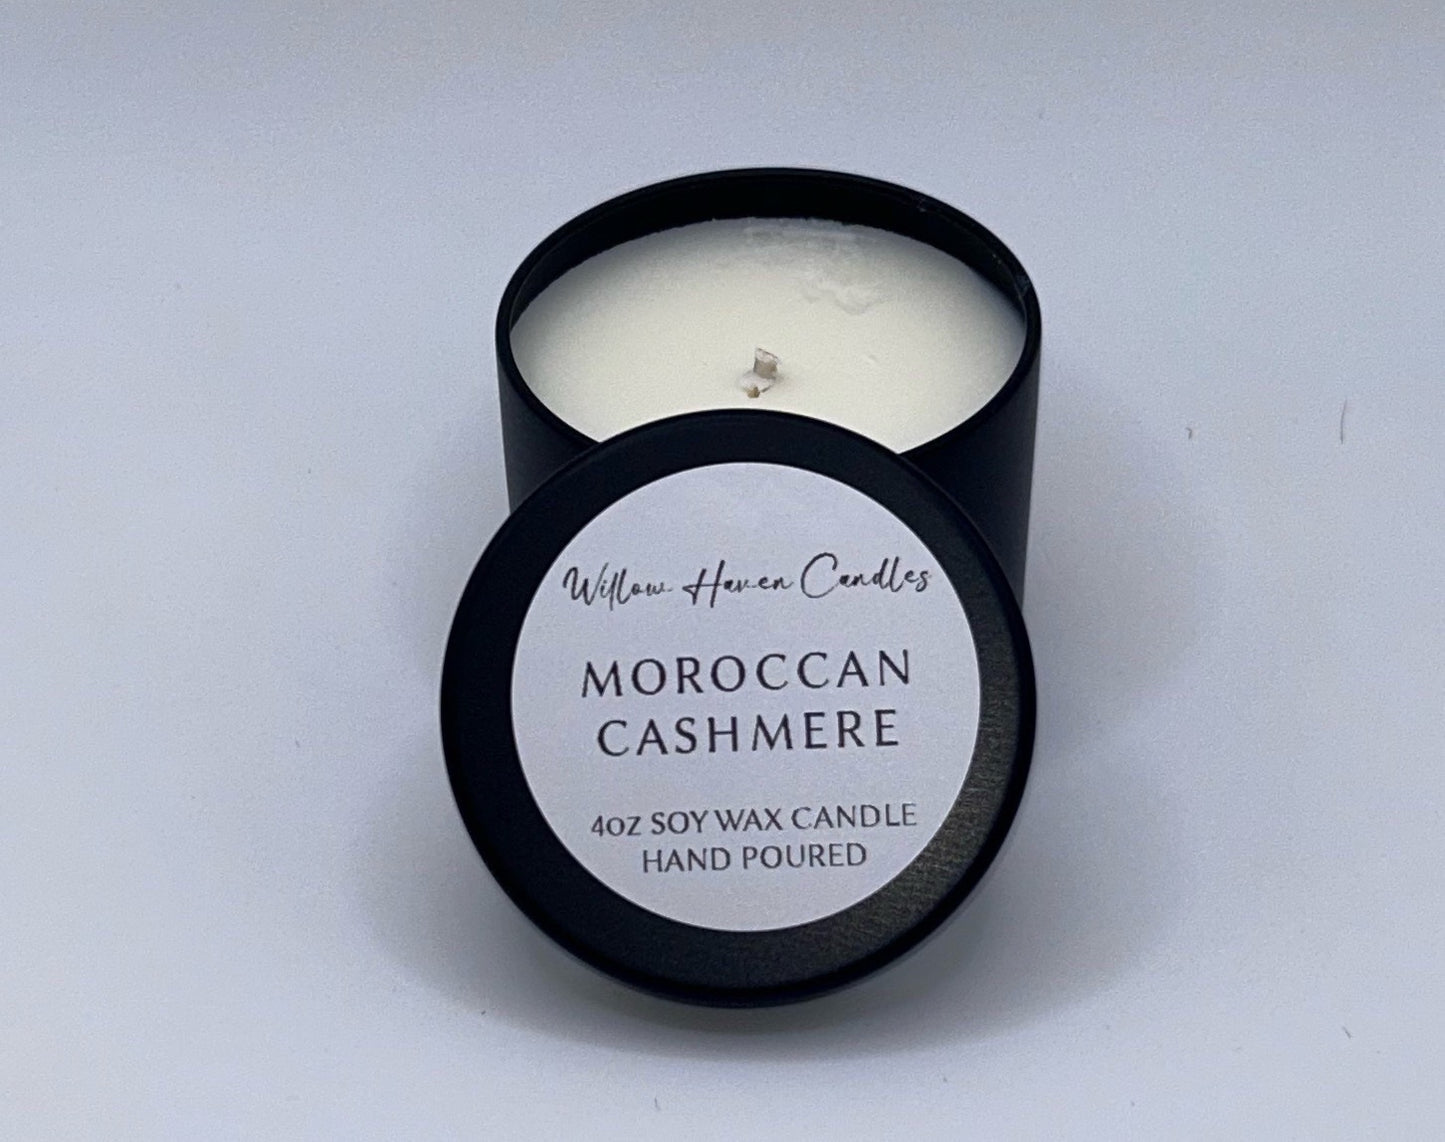 Willow Haven Candles
MOROCCAN
CASHMERE
4OZ SOY WAX CANDLE
HAND POURED